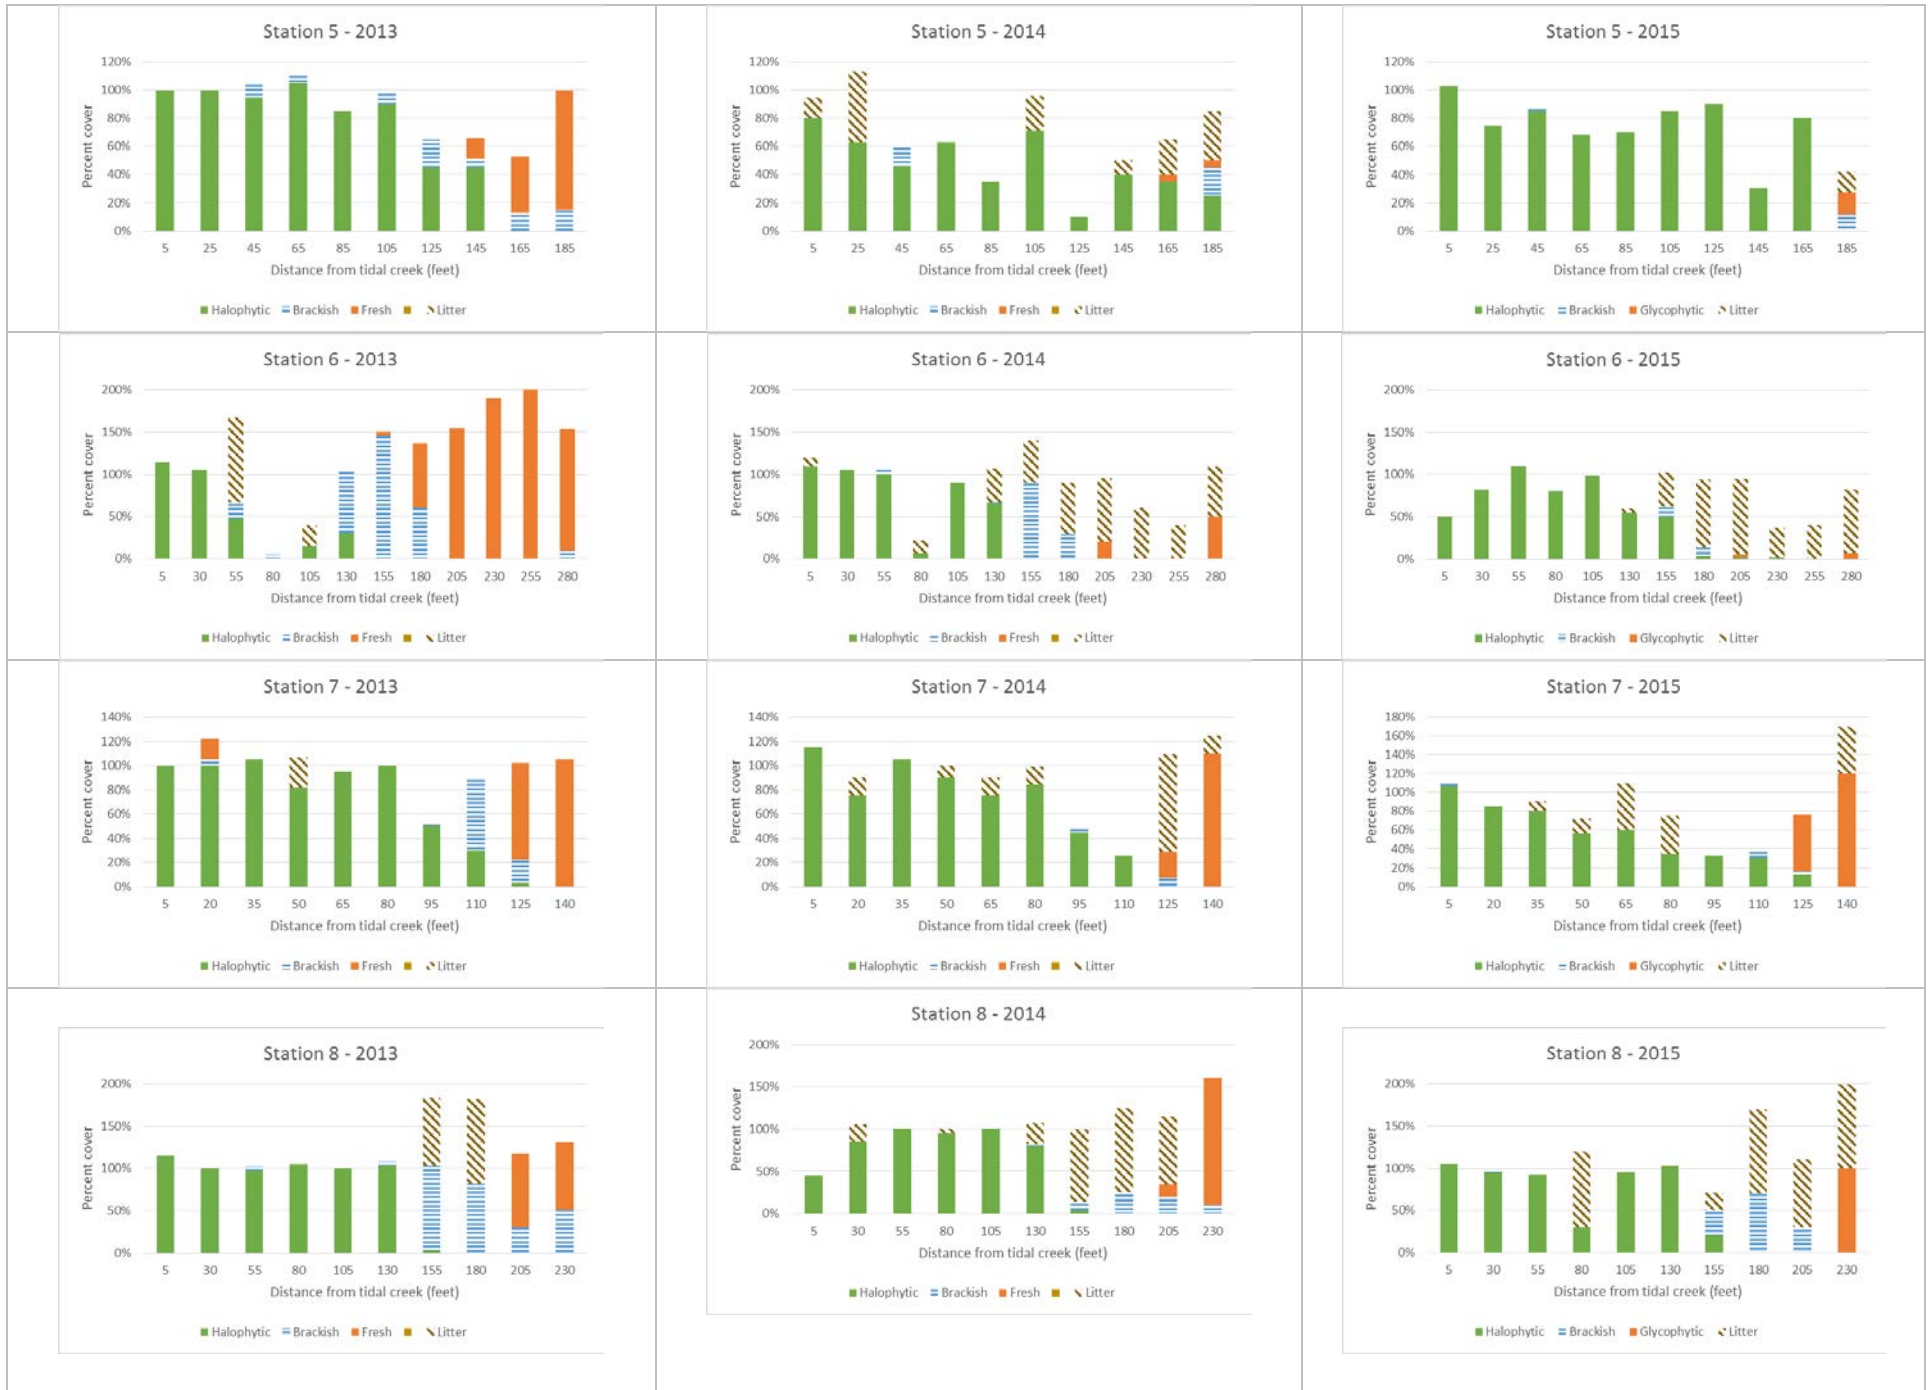 Station 5 - 2013
120%
100%
80%
60%
40%
20%
0%
Percent cover
5 25 45 65 85 105 125 145 165 185
Distance from tidal creek (feet)
Halophytic Brackish Fresh Litter
Station 5 - 2014
120%
100%
80%
60%
40%
20%
0%
Percent cover
5 25 45 65 85 105 125 145 165 185
Distance from tidal creek (feet)
Halophytic Brackish Fresh Litter
Station 5 - 2015
120%
100%
80%
60%
40%
20%
0%
Percent cover
5 25 45 65 85 105 125 145 165 185
Distance from tidal creek (feet)
Halophytic Brackish Glycophytic Litter
Station 6 - 2013
200%
150%
100%
50%
0%
Percent cover
5 30 55 80 105 130 155 180 205 230 255 280
Distance from tidal creek (feet)
Halophytic Brackish Fresh Litter
Station 6 - 2014
200%
150%
100%
50%
0%
Percent cover
5 30 55 80 105 130 155 180 205 230 255 280
Distance from tidal creek (feet)
Halophytic Brackish Fresh Litter
Station 6 - 2015
200%
150%
100%
50%
0%
Percent cover
5 30 55 80 105 130 155 180 205 230 255 280
Distance from tidal creek (feet)
Halophytic Brackish Glycophytic Litter
Station 7 - 2013
140%
120%
100%
80%
60%
40%
20%
0%
Percent cover
5 20 35 50 65 80 95 110 125 140
Distance from tidal creek (feet)
Halophytic Brackish Fresh Litter
Station 7 - 2014
140%
120%
100%
80%
60%
40%
20%
0%
Percent cover
5 20 35 50 65 80 95 110 125 140
Distance from tidal creek (feet)
Halophytic Brackish Fresh Litter
Station 7 - 2015
180%
160%
140%
120%
100%
80%
60%
40%
20%
0%
Percent cover
5 20 35 50 65 80 95 110 125 140
Distance from tidal creek (feet)
Halophytic Brackish Glycophytic Litter
Station 8 - 2013
200%
150%
100%
50%
0%
Percent cover
5 30 55 80 105 130 155 180 205 230
Distance from tidal creek (feet)
Halophytic Brackish Fresh Litter
Station 8 - 2014
200%
150%
100%
50%
0%
Percent cover
5 30 55 80 105 130 155 180 205 230
Distance from tidal creek (feet)
Halophytic Brackish Fresh Litter
Station 8 - 2015
200%
150%
100%
50%
0%
Percent cover
5 30 55 80 105 130 155 180 205 230
Distance from tidal creek (feet)
Halophytic Brackish Glycophytic Litter